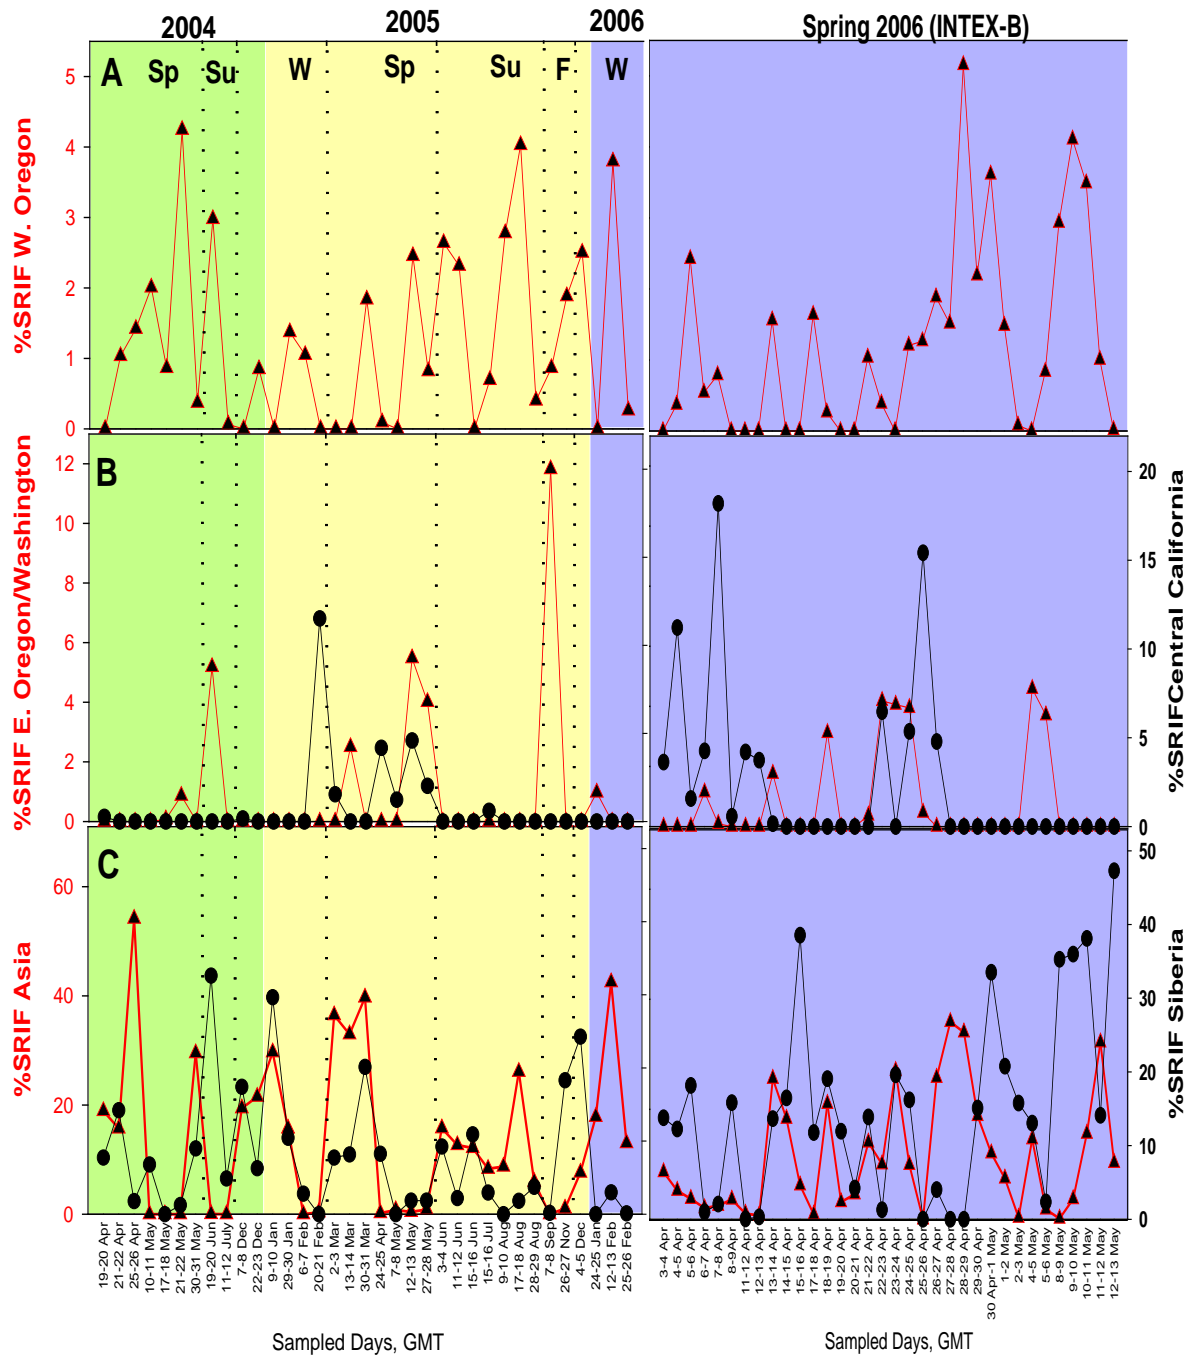 2004
2005
2006
Spring 2006 (INTEX-B)
A
Sp
Su
W
Sp
Su
F
W
%SRIF W. Oregon
5
4
3
2
1
0
B
%SRIF E. Oregon/Washington
12
10
8
6
4
2
0
20
15
10
5
0
%SRIFCentral California
C
%SRIF Asia
60
40
20
0
50
40
30
20
10
0
%SRIF Siberia
19-20 Apr
21-22 Apr
25-26 Apr
10-11 May
17-18 May
21-22 May
30-31 May
19-20 Jun
11-12 July
7-8 Dec
22-23 Dec
9-10 Jan
29-30 Jan
6-7 Feb
20-21 Feb
2-3 Mar
13-14 Mar
30-31 Mar
24-25 Apr
7-8 May
12-13 May
27-28 May
3-4 Jun
11-12 Jun
15-16 Jun
15-16 Jul
9-10 Aug
17-18 Aug
28-29 Aug
7-8 Sep
26-27 Nov
4-5 Dec
24-25 Jan
12-13 Feb
25-26 Feb
3-4 Apr
4-5 Apr
5-6 Apr
6-7 Apr
7-8 Apr
8-9Apr
11-12 Apr
12-13 Apr
13-14 Apr
14-15 Apr
15-16 Apr
17-18 Apr
18-19 Apr
19-20 Apr
20-21 Apr
21-22 Apr
22-23 Apr
23-24 Apr
24-25 Apr
25-26 Apr
26-27 Apr
27-28 Apr
28-29 Apr
29-30 Apr
30 Apr-1 May
1-2 May
2-3 May
4-5 May
5-6 May
8-9 May
9-10 May
10-11 May
11-12 May
12-13 May
Sampled Days, GMT
Sampled Days, GMT